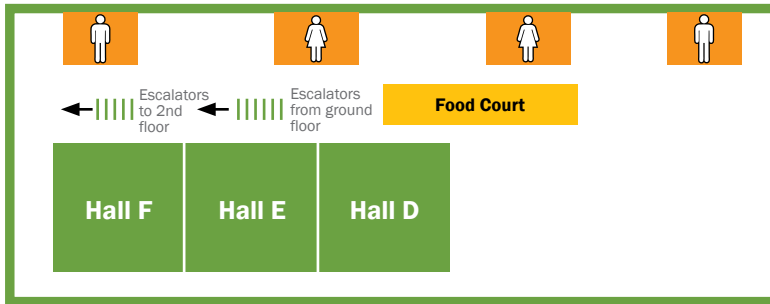 Escalators
to 2nd
floor
Escalators
from ground
floor
Food Court
Hall F
Hall E
Hall D